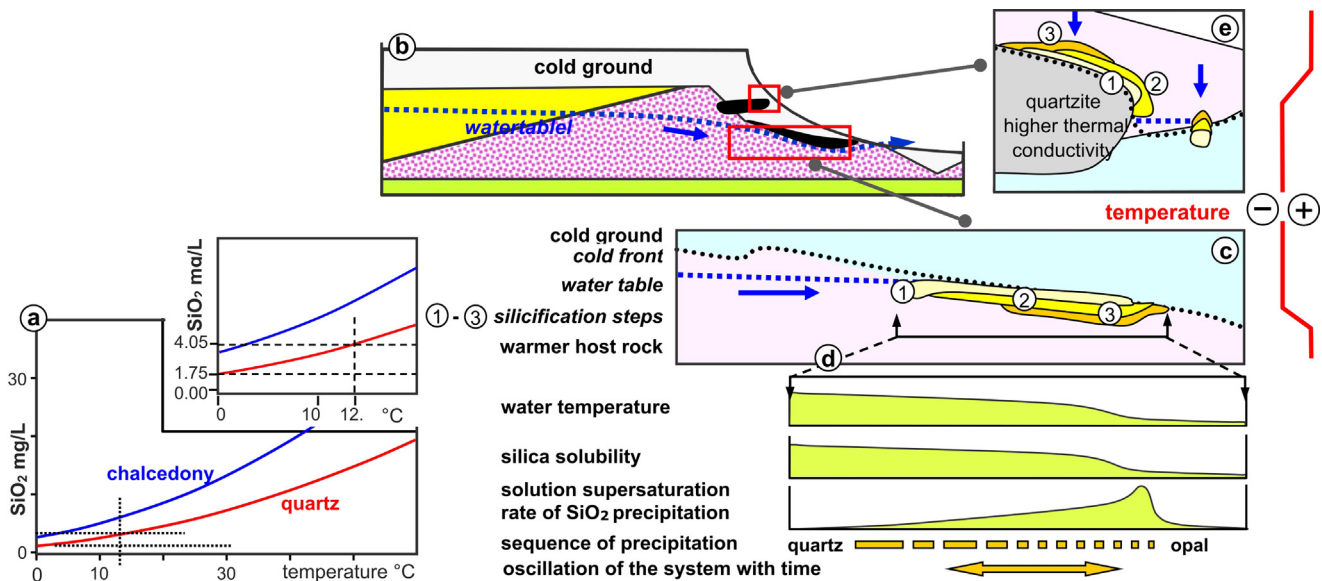 b
cold ground
watertablel
e
3
1
2
quartzite
higher thermal
conductivity
temperature − +
cold ground
cold front
water table
1 - 3 silicification steps
warmer host rock
c
1
2
3
a
SiO₂ mg/L
4.05
1.75
0.00
0
10
12.
°C
30
0
SiO₂ mg/L
chalcedony
quartz
0
10
30
temperature °C
d
water temperature
silica solubility
solution supersaturation
rate of SiO₂ precipitation
sequence of precipitation
quartz
opal
oscillation of the system with time